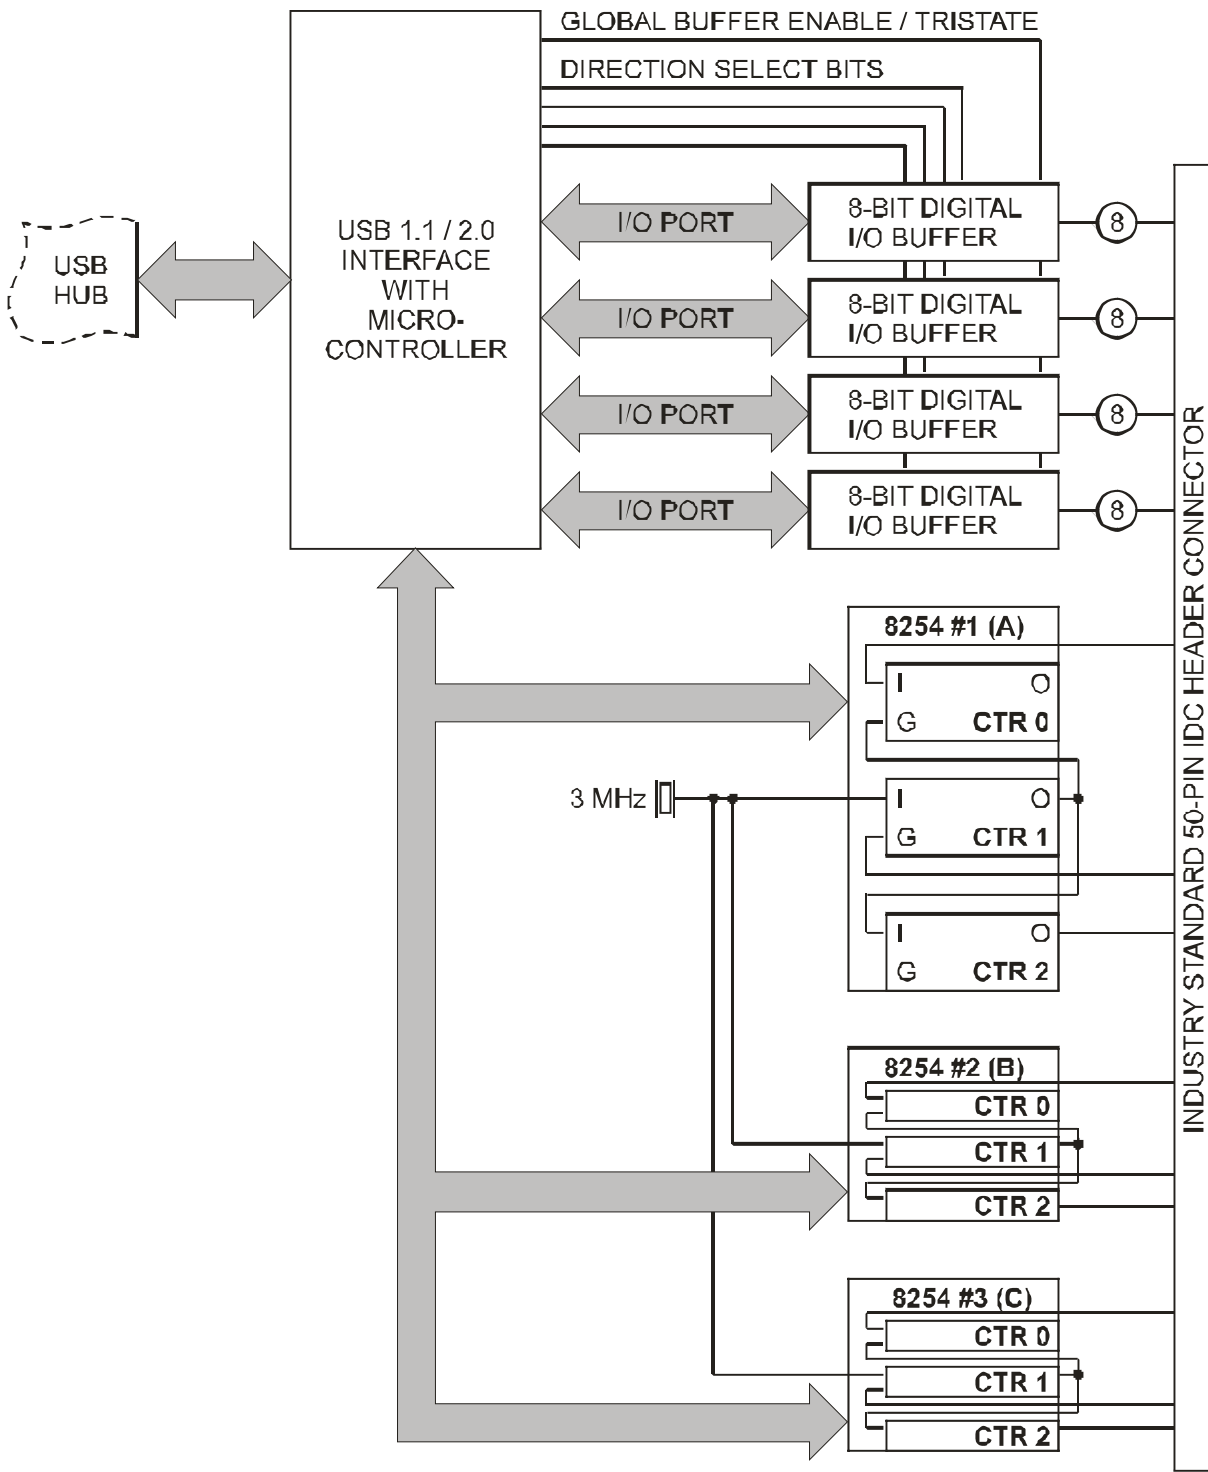 GLOBAL BUFFER ENABLE / TRISTATE
DIRECTION SELECT BITS
USB
HUB
USB 1.1 / 2.0
INTERFACE
WITH
MICRO-
CONTROLLER
I/O PORT
8-BIT DIGITAL
I/O BUFFER
8
I/O PORT
8-BIT DIGITAL
I/O BUFFER
8
I/O PORT
8-BIT DIGITAL
I/O BUFFER
8
I/O PORT
8-BIT DIGITAL
I/O BUFFER
8
INDUSTRY STANDARD 50-PIN IDC HEADER CONNECTOR
8254 #1 (A)
I O
G CTR 0
3 MHz
I O
G CTR 1
I O
G CTR 2
8254 #2 (B)
CTR 0
CTR 1
CTR 2
8254 #3 (C)
CTR 0
CTR 1
CTR 2